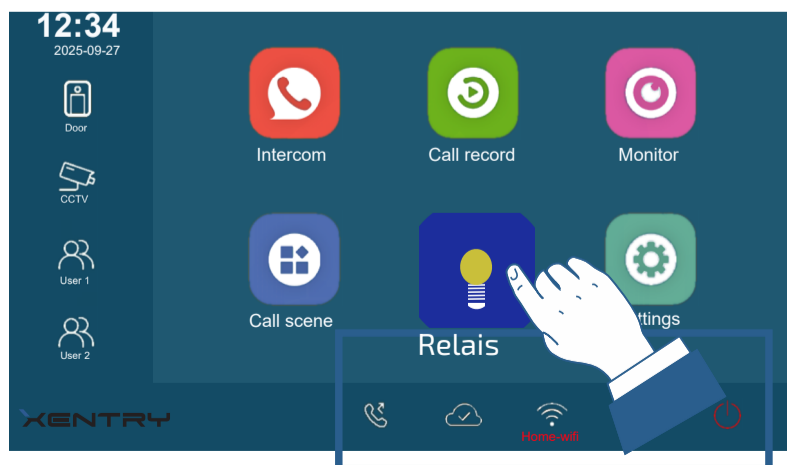 12:34
2025-09-27
Door
CCTV
User 1
User 2
Intercom
Call record
Monitor
Call scene
Relais
ttings
XENTRY
Home-wifi